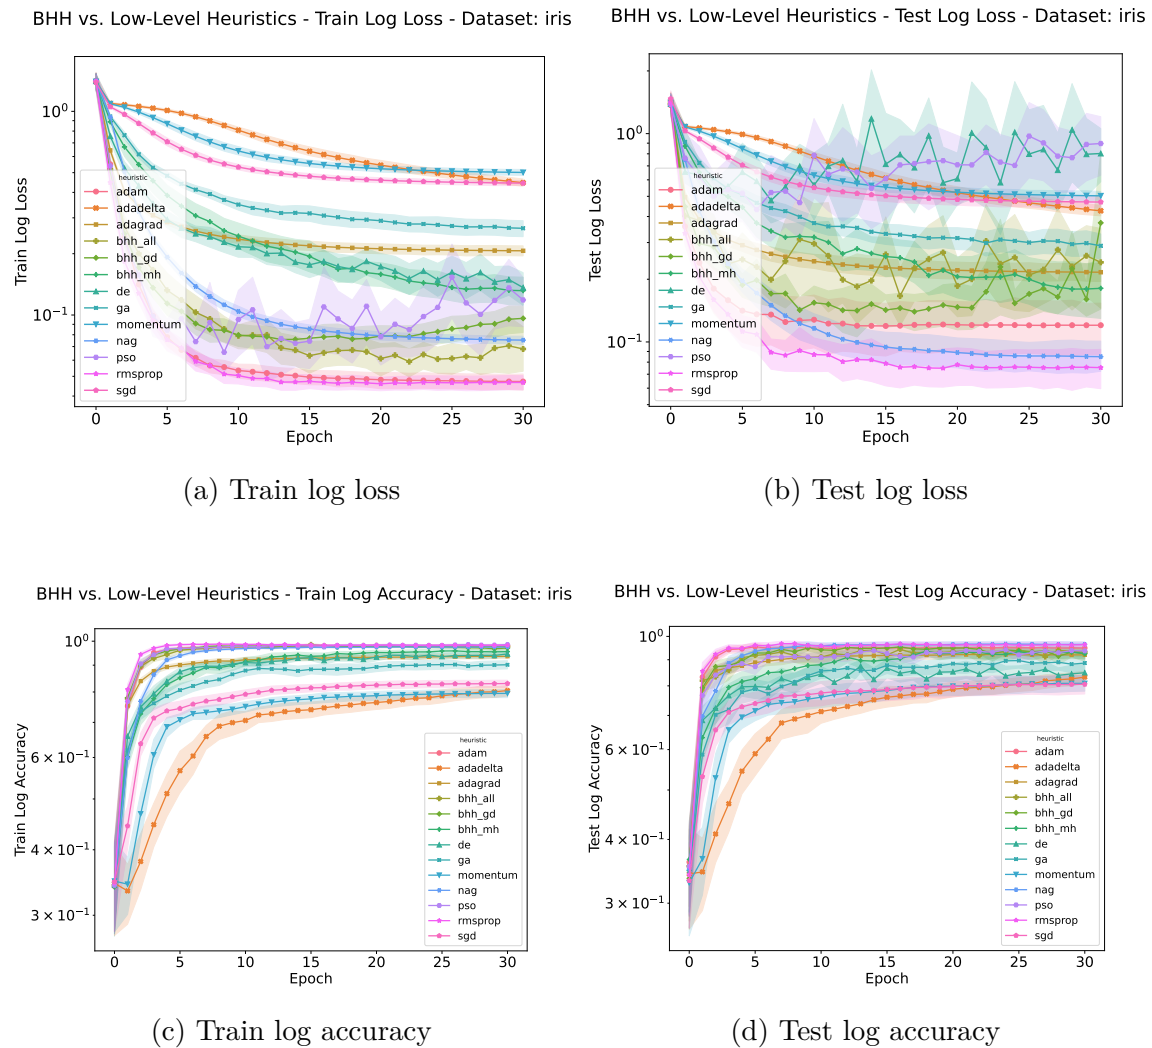 BHH vs. Low-Level Heuristics - Train Log Loss - Dataset: iris
Train Log Loss
10⁰
10⁻¹
heuristic
adam
adadelta
adagrad
bhh_all
bhh_gd
bhh_mh
de
ga
momentum
nag
pso
rmsprop
sgd
0 5 10 15 20 25 30
Epoch
(a) Train log loss
BHH vs. Low-Level Heuristics - Test Log Loss - Dataset: iris
Test Log Loss
10⁰
10⁻¹
heuristic
adam
adadelta
adagrad
bhh_all
bhh_gd
bhh_mh
de
ga
momentum
nag
pso
rmsprop
sgd
0 5 10 15 20 25 30
Epoch
(b) Test log loss
BHH vs. Low-Level Heuristics - Train Log Accuracy - Dataset: iris
Train Log Accuracy
10⁰
6 × 10⁻¹
4 × 10⁻¹
3 × 10⁻¹
heuristic
adam
adadelta
adagrad
bhh_all
bhh_gd
bhh_mh
de
ga
momentum
nag
pso
rmsprop
sgd
0 5 10 15 20 25 30
Epoch
(c) Train log accuracy
BHH vs. Low-Level Heuristics - Test Log Accuracy - Dataset: iris
Test Log Accuracy
10⁰
6 × 10⁻¹
4 × 10⁻¹
3 × 10⁻¹
heuristic
adam
adadelta
adagrad
bhh_all
bhh_gd
bhh_mh
de
ga
momentum
nag
pso
rmsprop
sgd
0 5 10 15 20 25 30
Epoch
(d) Test log accuracy